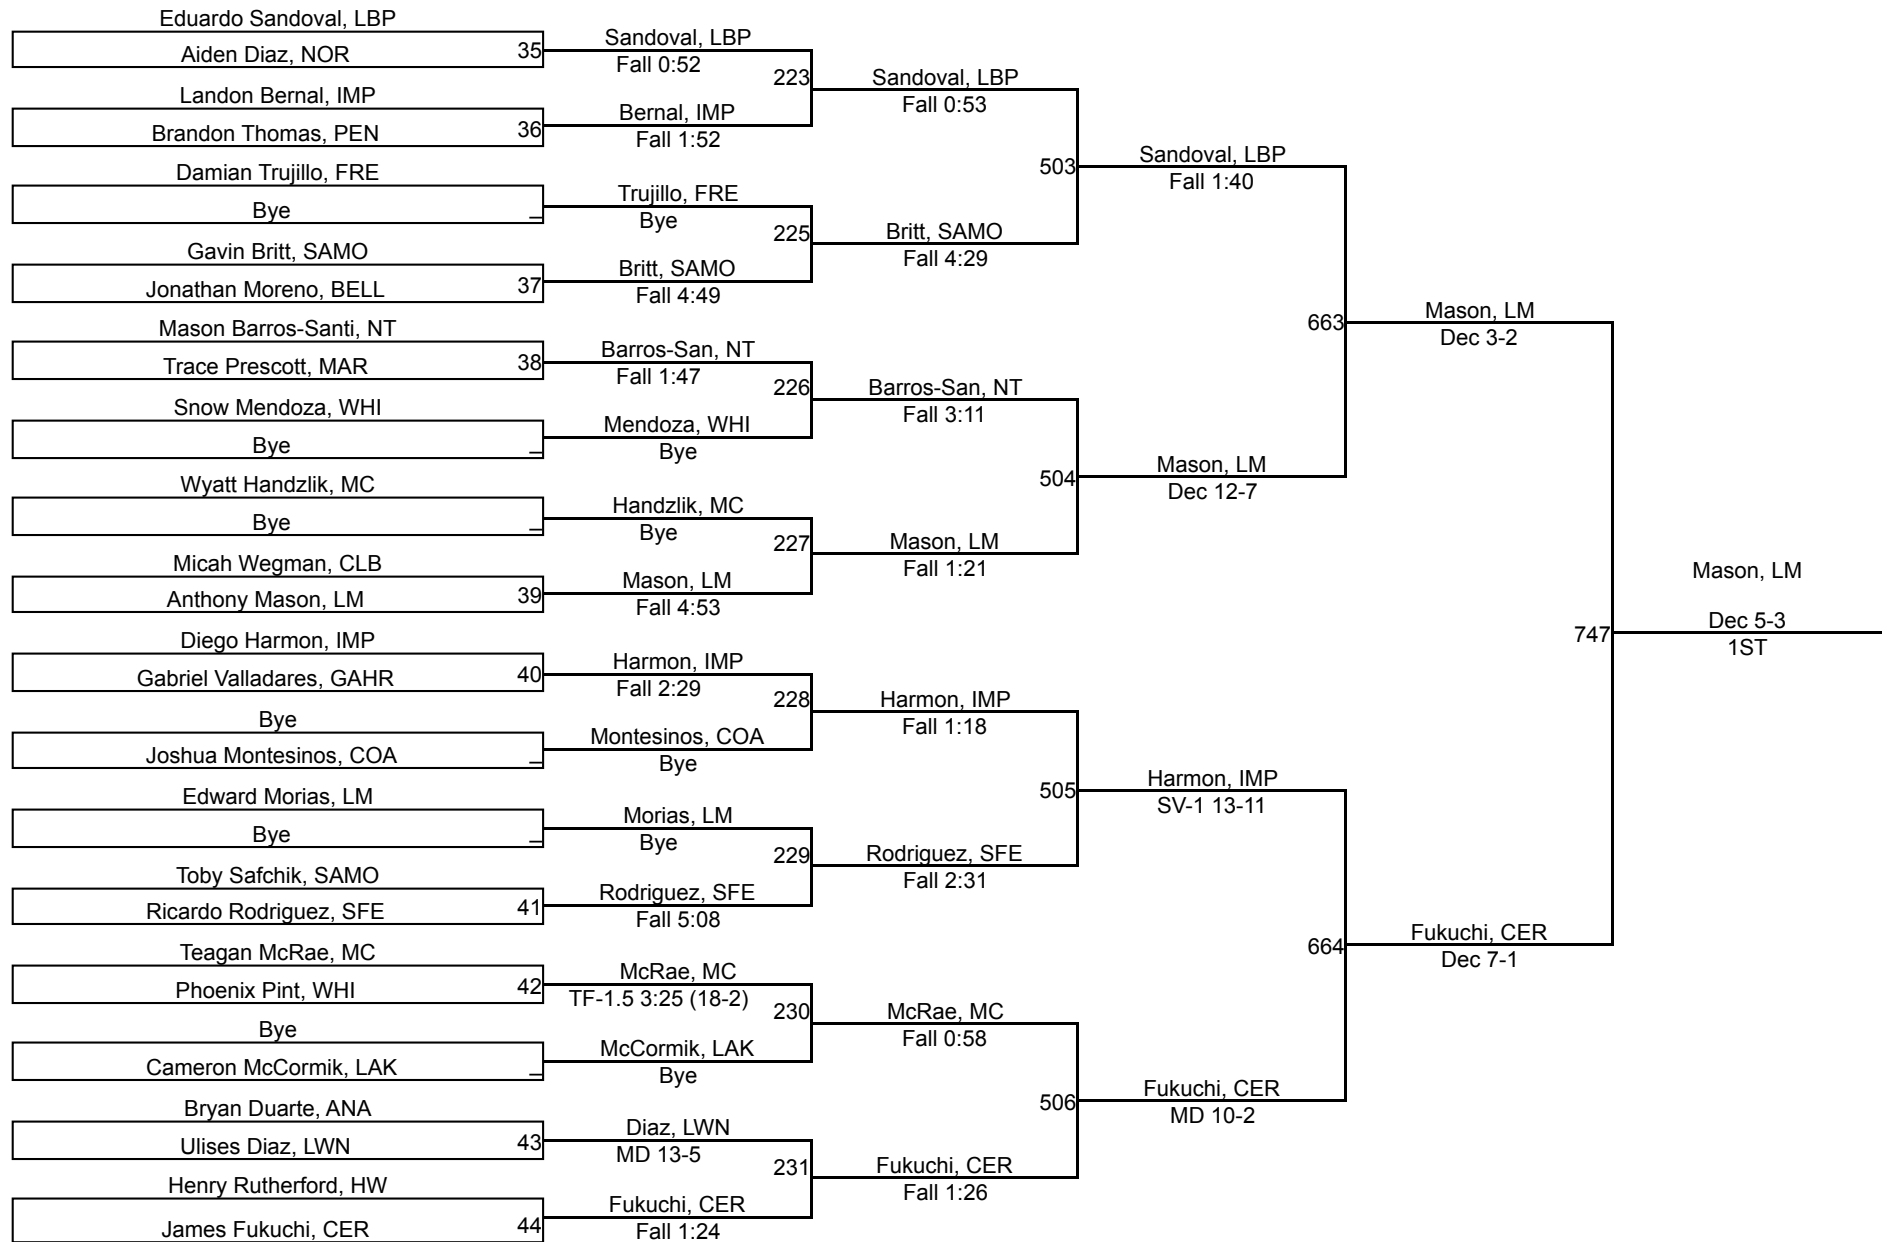 Eduardo Sandoval, LBP
Aiden Diaz, NOR
35
Landon Bernal, IMP
Brandon Thomas, PEN
36
Damian Trujillo, FRE
Bye
_
Gavin Britt, SAMO
Jonathan Moreno, BELL
37
Mason Barros-Santi, NT
Trace Prescott, MAR
38
Snow Mendoza, WHI
Bye
_
Wyatt Handzlik, MC
Bye
_
Micah Wegman, CLB
Anthony Mason, LM
39
Diego Harmon, IMP
Gabriel Valladares, GAHR
40
Bye
Joshua Montesinos, COA
_
Edward Morias, LM
Bye
_
Toby Safchik, SAMO
Ricardo Rodriguez, SFE
41
Teagan McRae, MC
Phoenix Pint, WHI
42
Bye
Cameron McCormik, LAK
_
Bryan Duarte, ANA
Ulises Diaz, LWN
43
Henry Rutherford, HW
James Fukuchi, CER
44
Sandoval, LBP
Fall 0:52
223
Bernal, IMP
Fall 1:52
Trujillo, FRE
Bye
225
Britt, SAMO
Fall 4:49
Barros-San, NT
Fall 1:47
226
Mendoza, WHI
Bye
Handzlik, MC
Bye
227
Mason, LM
Fall 4:53
Harmon, IMP
Fall 2:29
228
Montesinos, COA
Bye
Morias, LM
Bye
229
Rodriguez, SFE
Fall 5:08
McRae, MC
TF-1.5 3:25 (18-2)
230
McCormik, LAK
Bye
Diaz, LWN
MD 13-5
231
Fukuchi, CER
Fall 1:24
Sandoval, LBP
Fall 0:53
503
Britt, SAMO
Fall 4:29
Barros-San, NT
Fall 3:11
504
Mason, LM
Fall 1:21
Harmon, IMP
Fall 1:18
505
Rodriguez, SFE
Fall 2:31
McRae, MC
Fall 0:58
506
Fukuchi, CER
Fall 1:26
Sandoval, LBP
Fall 1:40
663
Mason, LM
Dec 12-7
Harmon, IMP
SV-1 13-11
664
Fukuchi, CER
MD 10-2
Mason, LM
Dec 3-2
747
Fukuchi, CER
Dec 7-1
Mason, LM
Dec 5-3
1ST